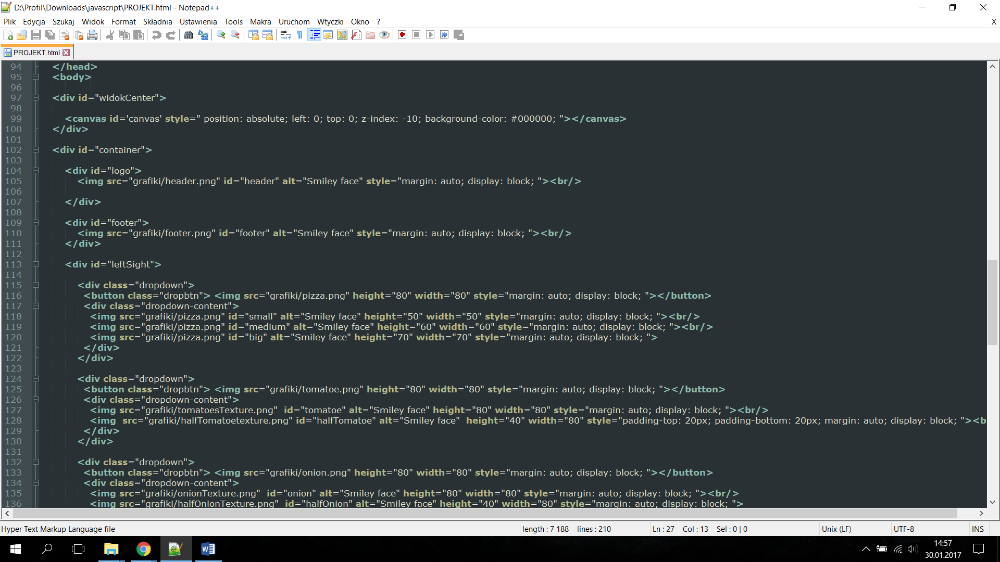 D:\Profil\Downloads\javascript\PROJEKT.html - Notepad++
Plik Edycja Szukaj Widok Format Składnia Ustawienia Tools Makra Uruchom Wtyczki Okno ? X
PROJEKT.html
94 </head>
95 <body>
96
97 <div id="widokCenter">
98
99 <canvas id='canvas' style=" position: absolute; left: 0; top: 0; z-index: -10; background-color: #000000; "></canvas>
100 </div>
101
102 <div id="container">
103
104 <div id="logo">
105 <img src="grafiki/header.png" id="header" alt="Smiley face" style="margin: auto; display: block; "><br/>
106
107 </div>
108
109 <div id="footer">
110 <img src="grafiki/footer.png" id="footer" alt="Smiley face" style="margin: auto; display: block; "><br/>
111 </div>
112
113 <div id="leftSight">
114
115 <div class="dropdown">
116 <button class="dropbtn"> <img src="grafiki/pizza.png" height="80" width="80" style="margin: auto; display: block; "></button>
117 <div class="dropdown-content">
118 <img src="grafiki/pizza.png" id="small" alt="Smiley face" height="50" width="50" style="margin: auto; display: block; "><br/>
119 <img src="grafiki/pizza.png" id="medium" alt="Smiley face" height="60" width="60" style="margin: auto; display: block; "><br/>
120 <img src="grafiki/pizza.png" id="big" alt="Smiley face" height="70" width="70" style="margin: auto; display: block; ">
121 </div>
122 </div>
123
124 <div class="dropdown">
125 <button class="dropbtn"> <img src="grafiki/tomatoe.png" height="80" width="80" style="margin: auto; display: block; "></button>
126 <div class="dropdown-content">
127 <img src="grafiki/tomatoesTexture.png"  id="tomatoe" alt="Smiley face" height="80" width="80" style="margin: auto; display: block; "><br/>
128 <img  src="grafiki/halfTomatoetexture.png" id="halfTomatoe" alt="Smiley face"  height="40" width="80" style="padding-top: 20px; padding-bottom: 20px; margin: auto; display: block; "><b
129 </div>
130 </div>
131
132 <div class="dropdown">
133 <button class="dropbtn"> <img src="grafiki/onion.png" height="80" width="80" style="margin: auto; display: block; "></button>
134 <div class="dropdown-content">
135 <img src="grafiki/onionTexture.png"  id="onion" alt="Smiley face" height="80" width="80" style="margin: auto; display: block; "><br/>
136 <img src="grafiki/halfOnionTexture.png"  id="halfOnion" alt="Smiley face" height="40" width="80" style="margin: auto; display: block; ">
Hyper Text Markup Language file length : 7 188 lines : 210 Ln : 27 Col : 13 Sel : 0 | 0 Unix (LF) UTF-8 INS
14:57
30.01.2017